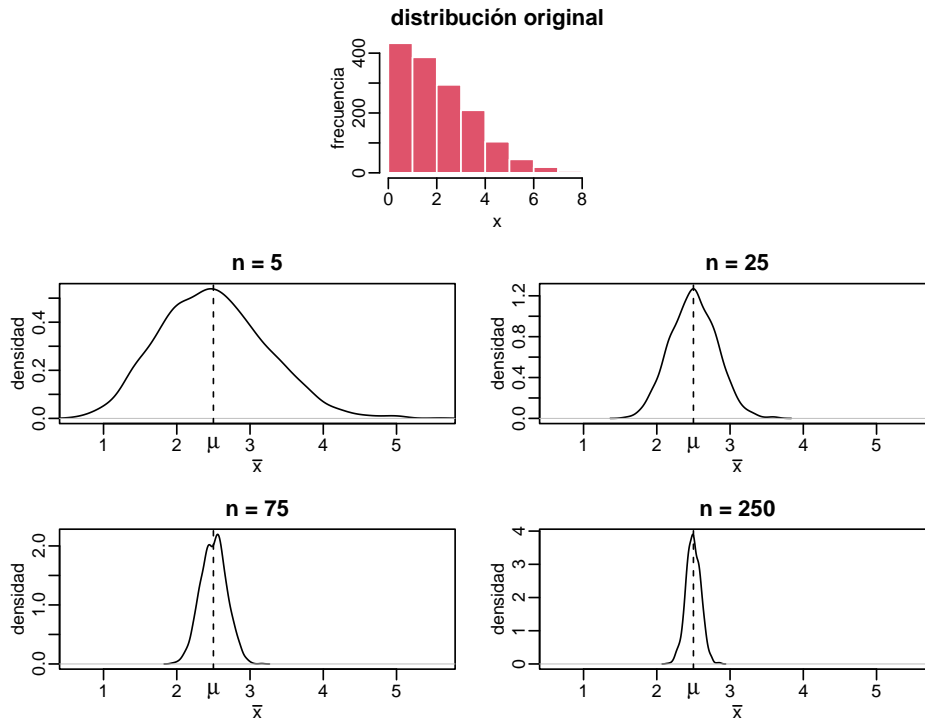 distribución original
frecuencia
400
200
0
0 2 4 6 8
x
n = 5
densidad
0.4
0.2
0.0
1 2 μ 3 4 5
x̅
n = 25
densidad
1.2
0.8
0.4
0.0
1 2 μ 3 4 5
x̅
n = 75
densidad
2.0
1.0
0.0
1 2 μ 3 4 5
x̅
n = 250
densidad
4
3
2
1
0
1 2 μ 3 4 5
x̅